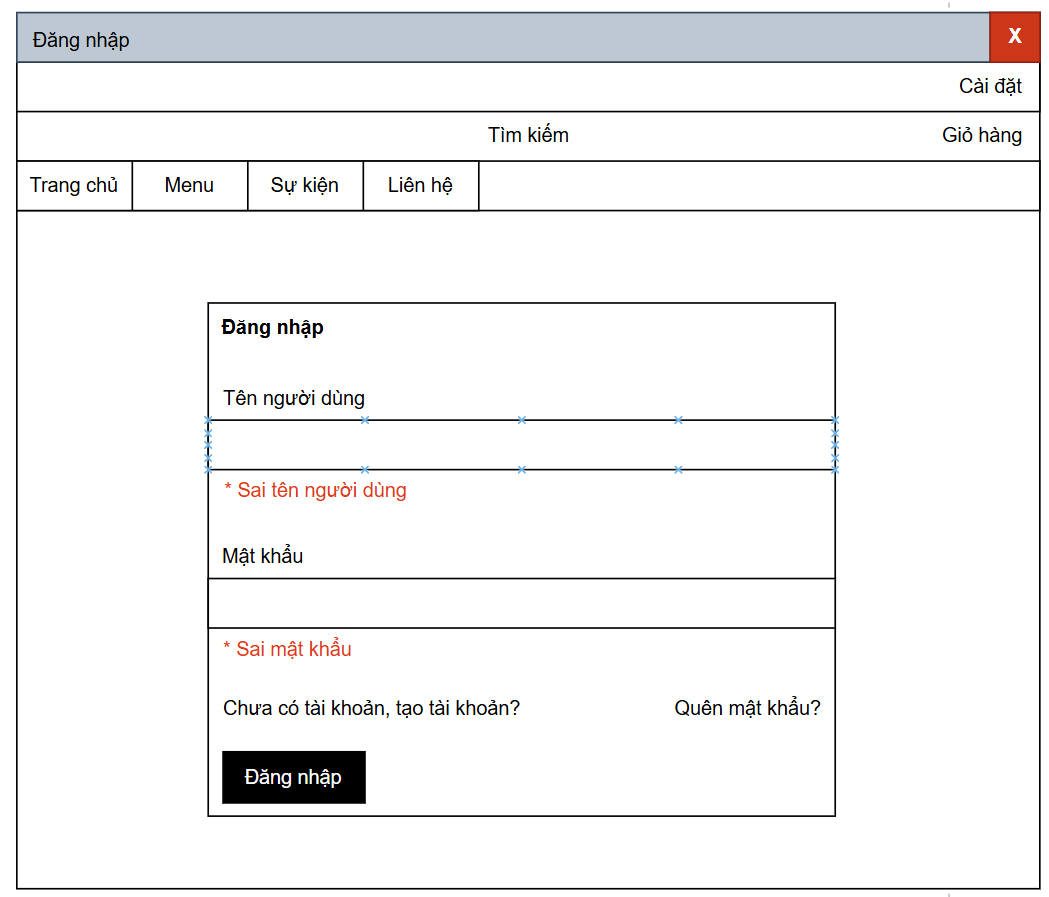 Đăng nhập X
Cài đặt
Tìm kiếm Giỏ hàng
Trang chủ Menu Sự kiện Liên hệ
Đăng nhập
Tên người dùng
* Sai tên người dùng
Mật khẩu
* Sai mật khẩu
Chưa có tài khoản, tạo tài khoản? Quên mật khẩu?
Đăng nhập